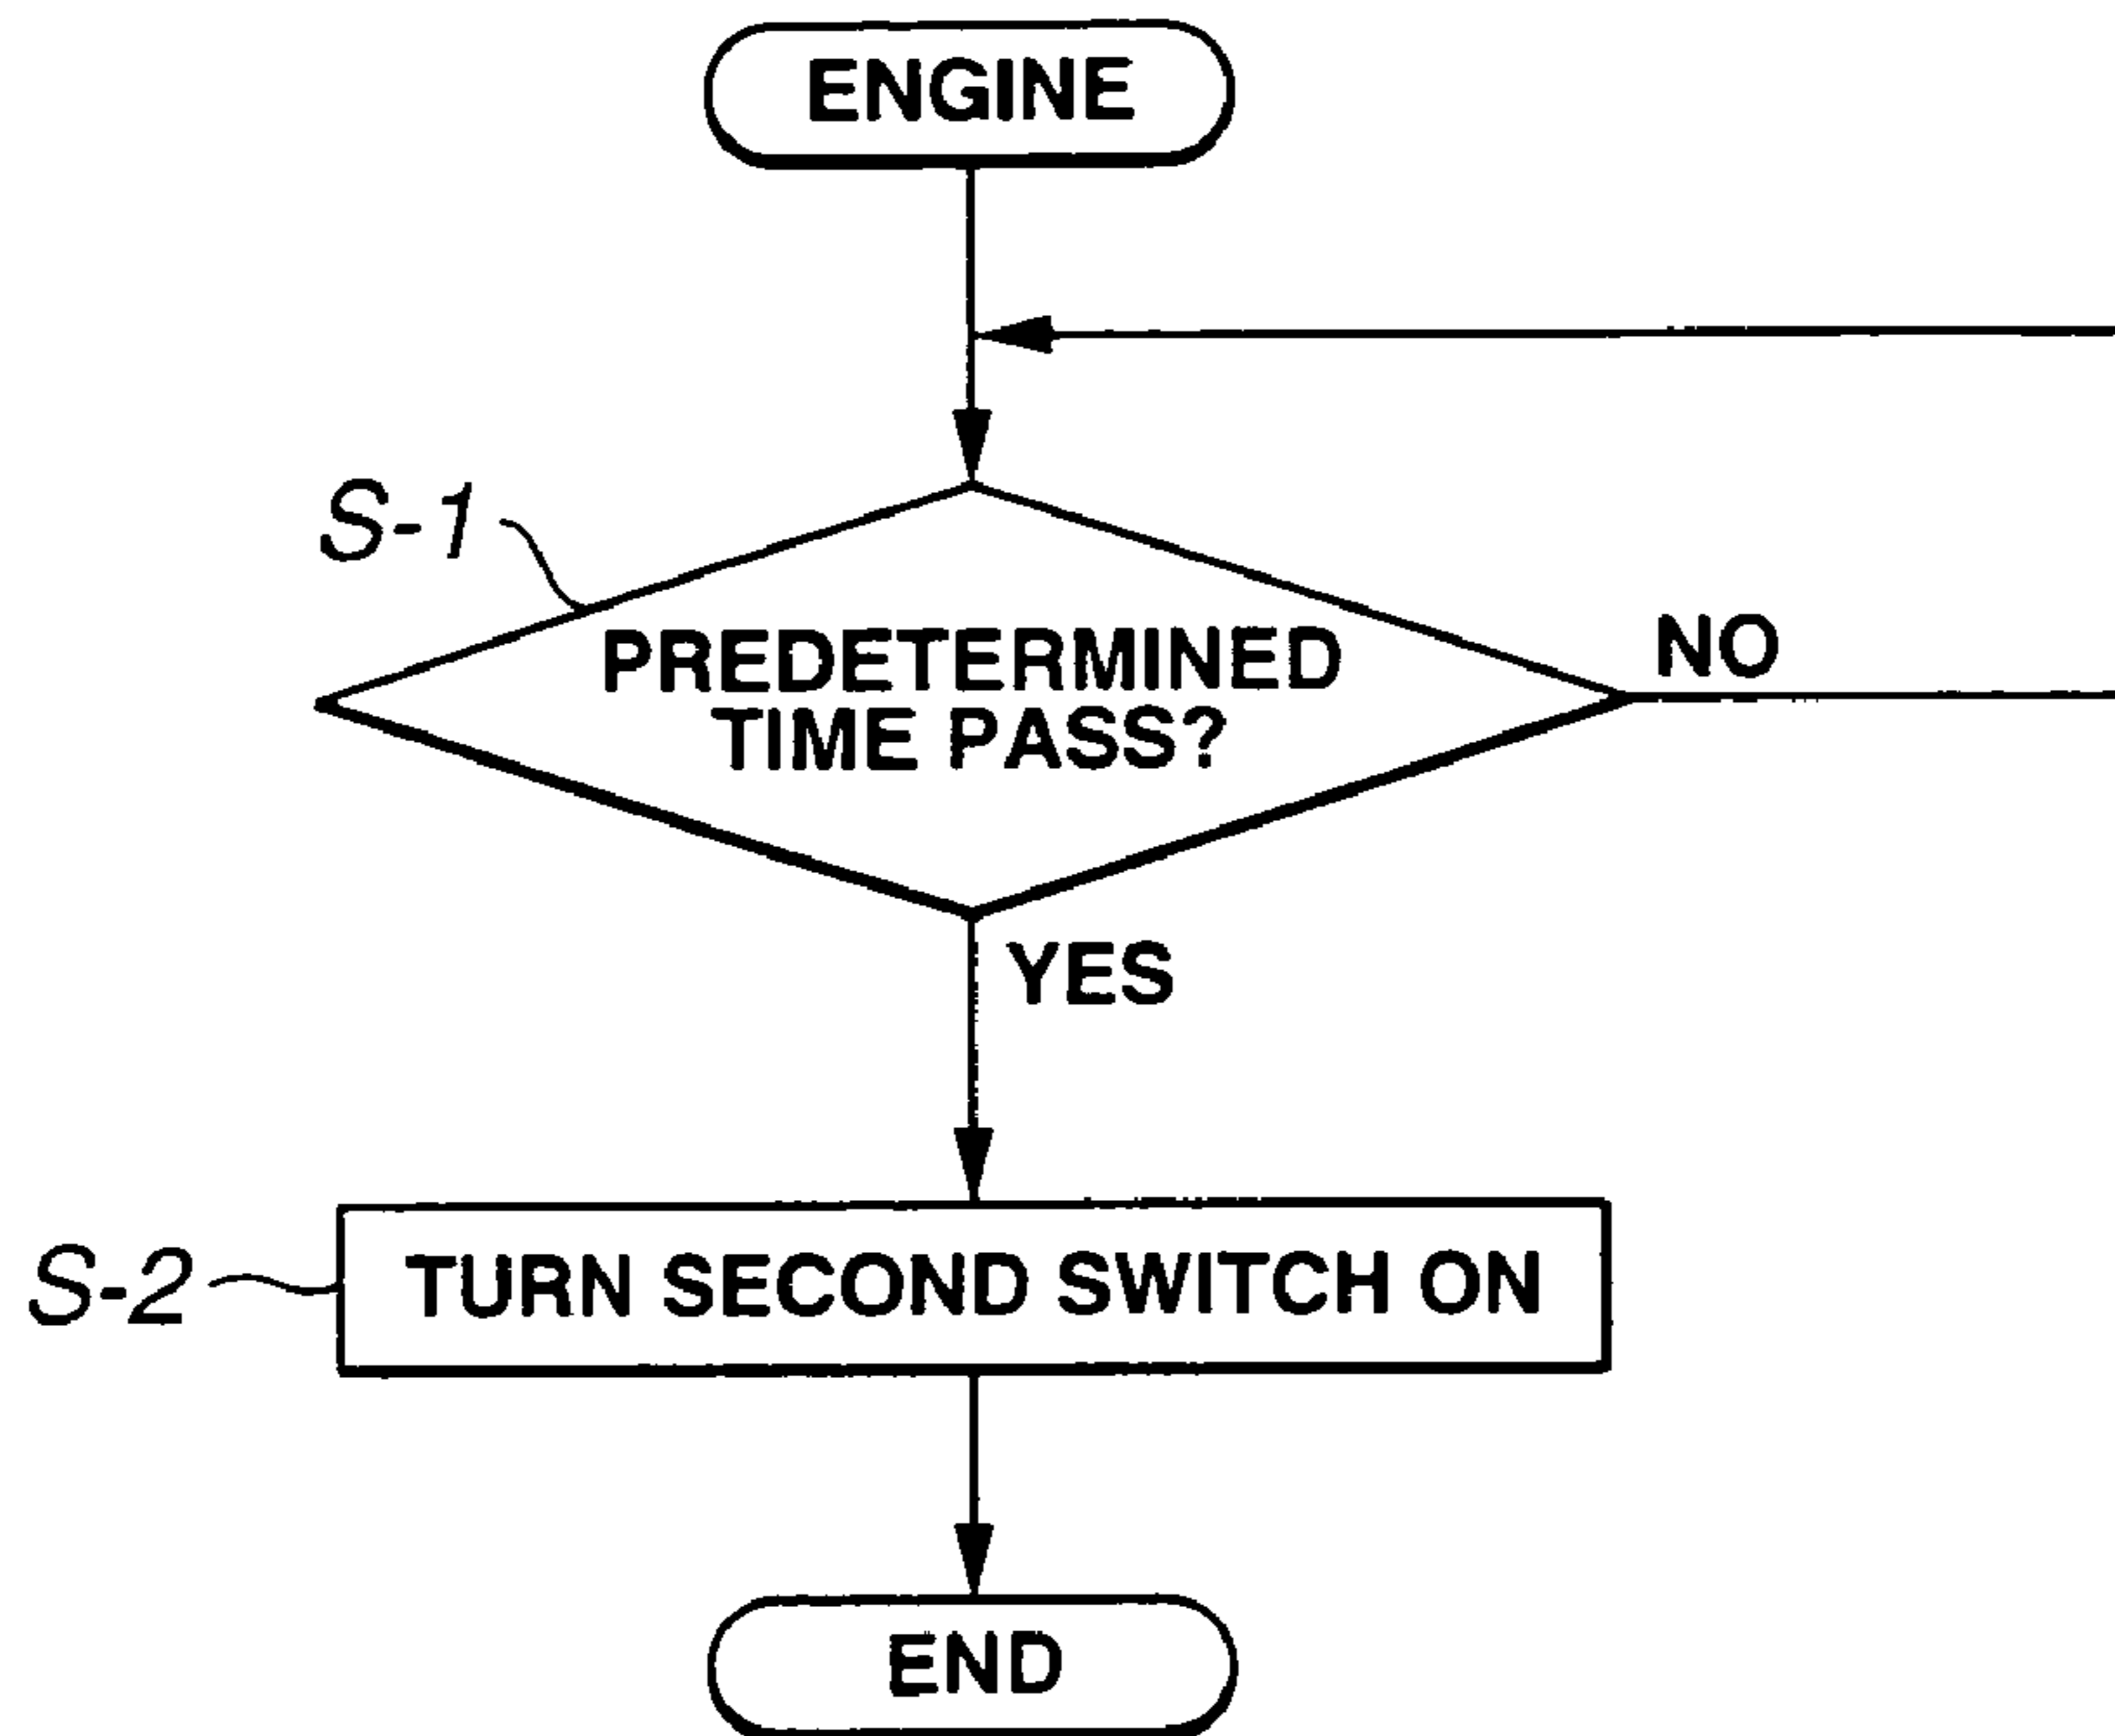 ENGINE
S-1
PREDETERMINED
TIME PASS?
NO
YES
S-2
TURN SECOND SWITCH ON
END